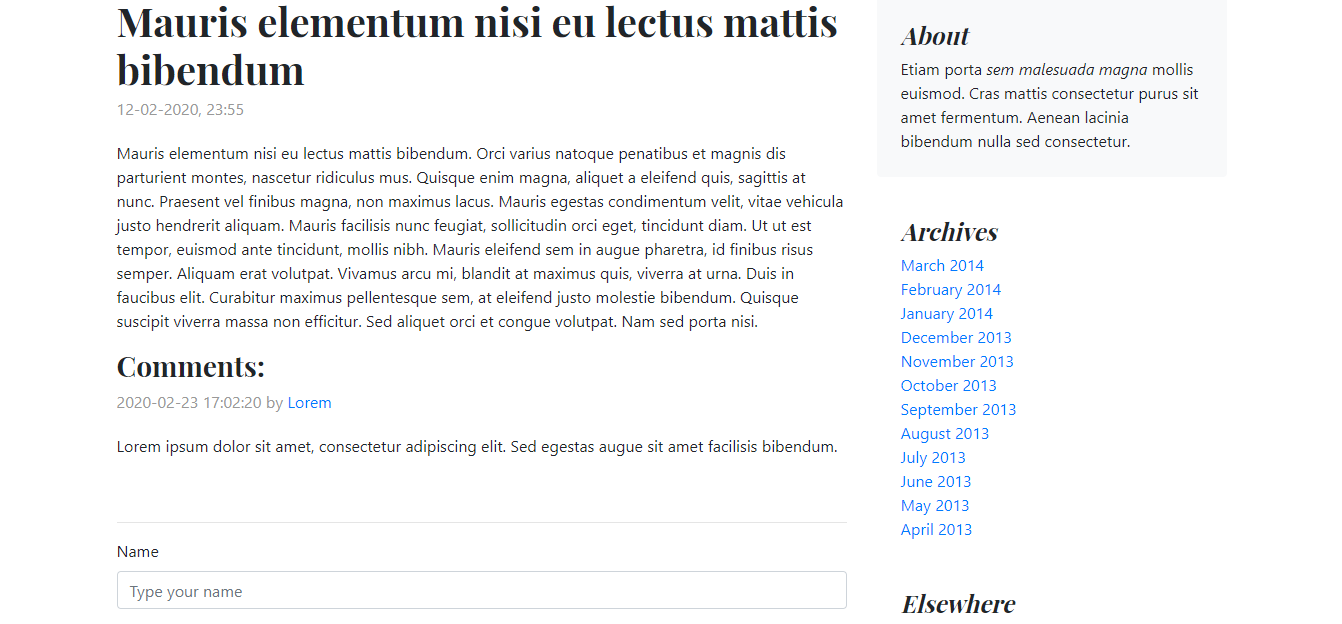 Mauris elementum nisi eu lectus mattis
bibendum
12-02-2020, 23:55
Mauris elementum nisi eu lectus mattis bibendum. Orci varius natoque penatibus et magnis dis
parturient montes, nascetur ridiculus mus. Quisque enim magna, aliquet a eleifend quis, sagittis at
nunc. Praesent vel finibus magna, non maximus lacus. Mauris egestas condimentum velit, vitae vehicula
justo hendrerit aliquam. Mauris facilisis nunc feugiat, sollicitudin orci eget, tincidunt diam. Ut ut est
tempor, euismod ante tincidunt, mollis nibh. Mauris eleifend sem in augue pharetra, id finibus risus
semper. Aliquam erat volutpat. Vivamus arcu mi, blandit at maximus quis, viverra at urna. Duis in
faucibus elit. Curabitur maximus pellentesque sem, at eleifend justo molestie bibendum. Quisque
suscipit viverra massa non efficitur. Sed aliquet orci et congue volutpat. Nam sed porta nisi.
Comments:
2020-02-23 17:02:20 by Lorem
Lorem ipsum dolor sit amet, consectetur adipiscing elit. Sed egestas augue sit amet facilisis bibendum.
Name
Type your name
About
Etiam porta sem malesuada magna mollis
euismod. Cras mattis consectetur purus sit
amet fermentum. Aenean lacinia
bibendum nulla sed consectetur.
Archives
March 2014
February 2014
January 2014
December 2013
November 2013
October 2013
September 2013
August 2013
July 2013
June 2013
May 2013
April 2013
Elsewhere